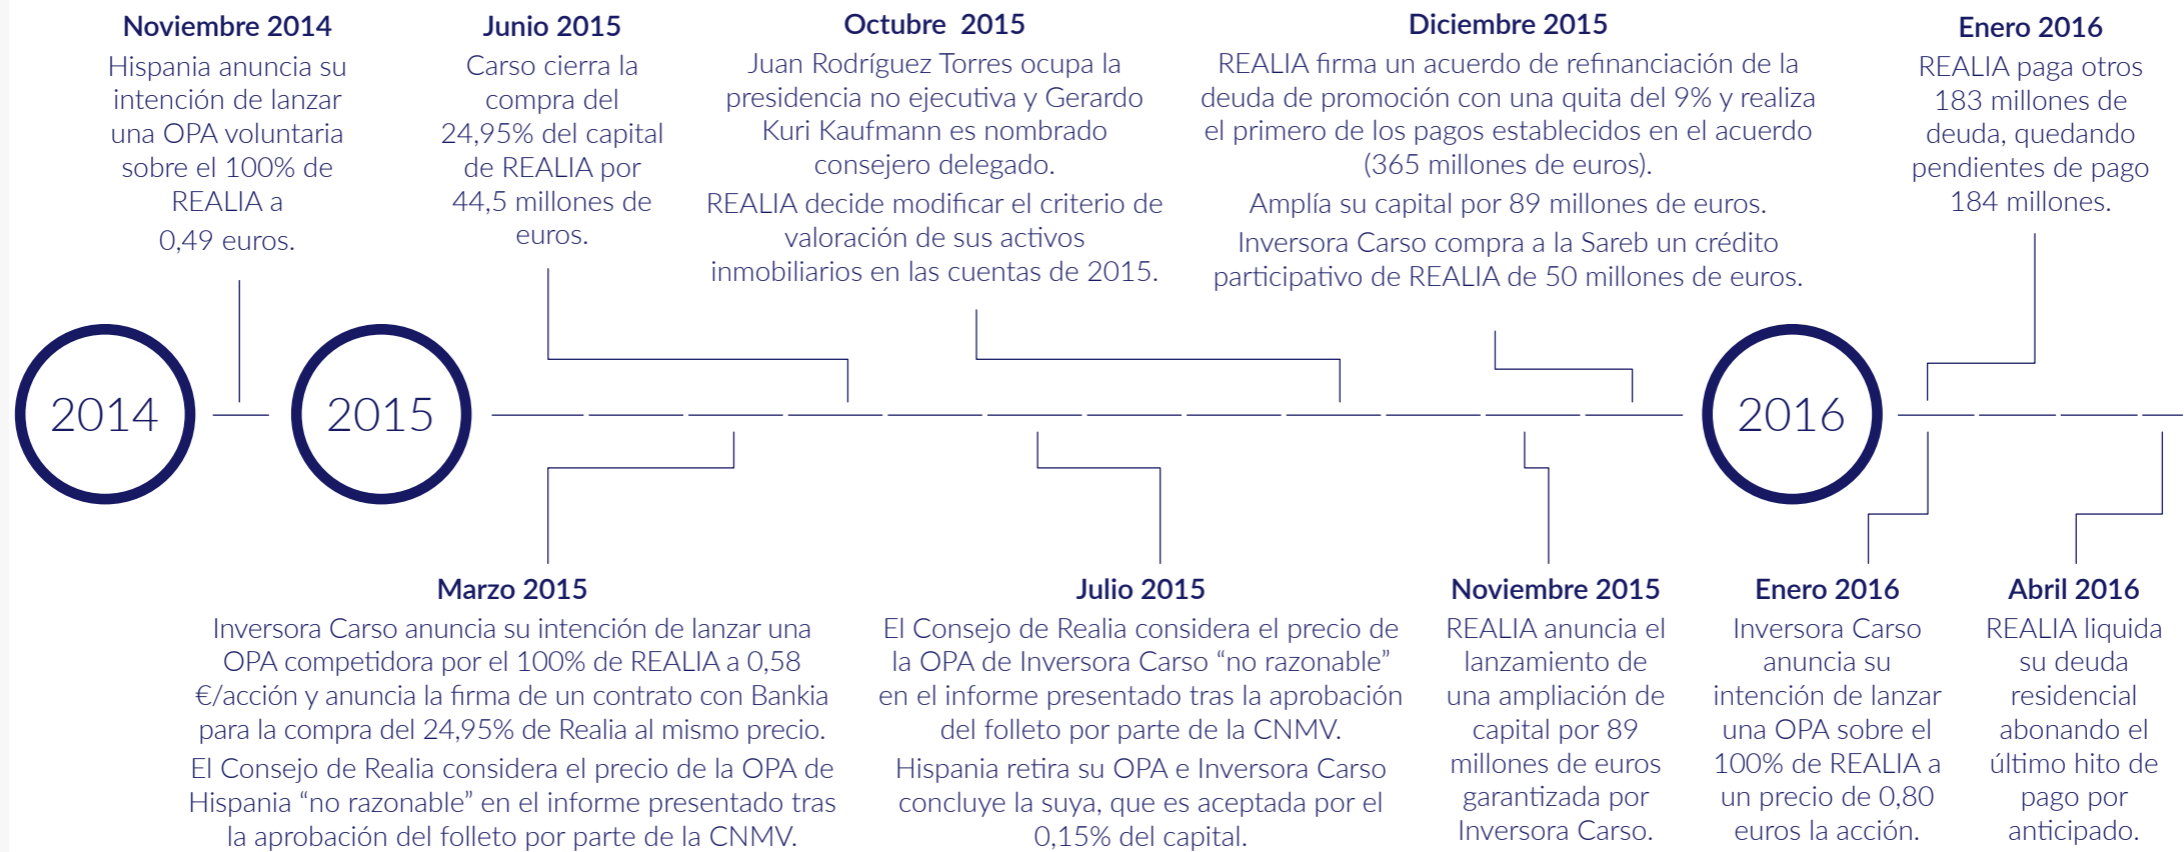 Noviembre 2014
Hispania anuncia su
intención de lanzar
una OPA voluntaria
sobre el 100% de
REALIA a
0,49 euros.
Junio 2015
Carso cierra la
compra del
24,95% del capital
de REALIA por
44,5 millones de
euros.
Octubre 2015
Juan Rodríguez Torres ocupa la
presidencia no ejecutiva y Gerardo
Kuri Kaufmann es nombrado
consejero delegado.
REALIA decide modificar el criterio de
valoración de sus activos
inmobiliarios en las cuentas de 2015.
Diciembre 2015
REALIA firma un acuerdo de refinanciación de la
deuda de promoción con una quita del 9% y realiza
el primero de los pagos establecidos en el acuerdo
(365 millones de euros).
Amplía su capital por 89 millones de euros.
Inversora Carso compra a la Sareb un crédito
participativo de REALIA de 50 millones de euros.
Enero 2016
REALIA paga otros
183 millones de
deuda, quedando
pendientes de pago
184 millones.
2014
2015
2016
Marzo 2015
Inversora Carso anuncia su intención de lanzar una
OPA competidora por el 100% de REALIA a 0,58
€/acción y anuncia la firma de un contrato con Bankia
para la compra del 24,95% de Realia al mismo precio.
El Consejo de Realia considera el precio de la OPA de
Hispania “no razonable” en el informe presentado tras
la aprobación del folleto por parte de la CNMV.
Julio 2015
El Consejo de Realia considera el precio de
la OPA de Inversora Carso “no razonable”
en el informe presentado tras la aprobación
del folleto por parte de la CNMV.
Hispania retira su OPA e Inversora Carso
concluye la suya, que es aceptada por el
0,15% del capital.
Noviembre 2015
REALIA anuncia el
lanzamiento de
una ampliación de
capital por 89
millones de euros
garantizada por
Inversora Carso.
Enero 2016
Inversora Carso
anuncia su
intención de lanzar
una OPA sobre el
100% de REALIA a
un precio de 0,80
euros la acción.
Abril 2016
REALIA liquida
su deuda
residencial
abonando el
último hito de
pago por
anticipado.